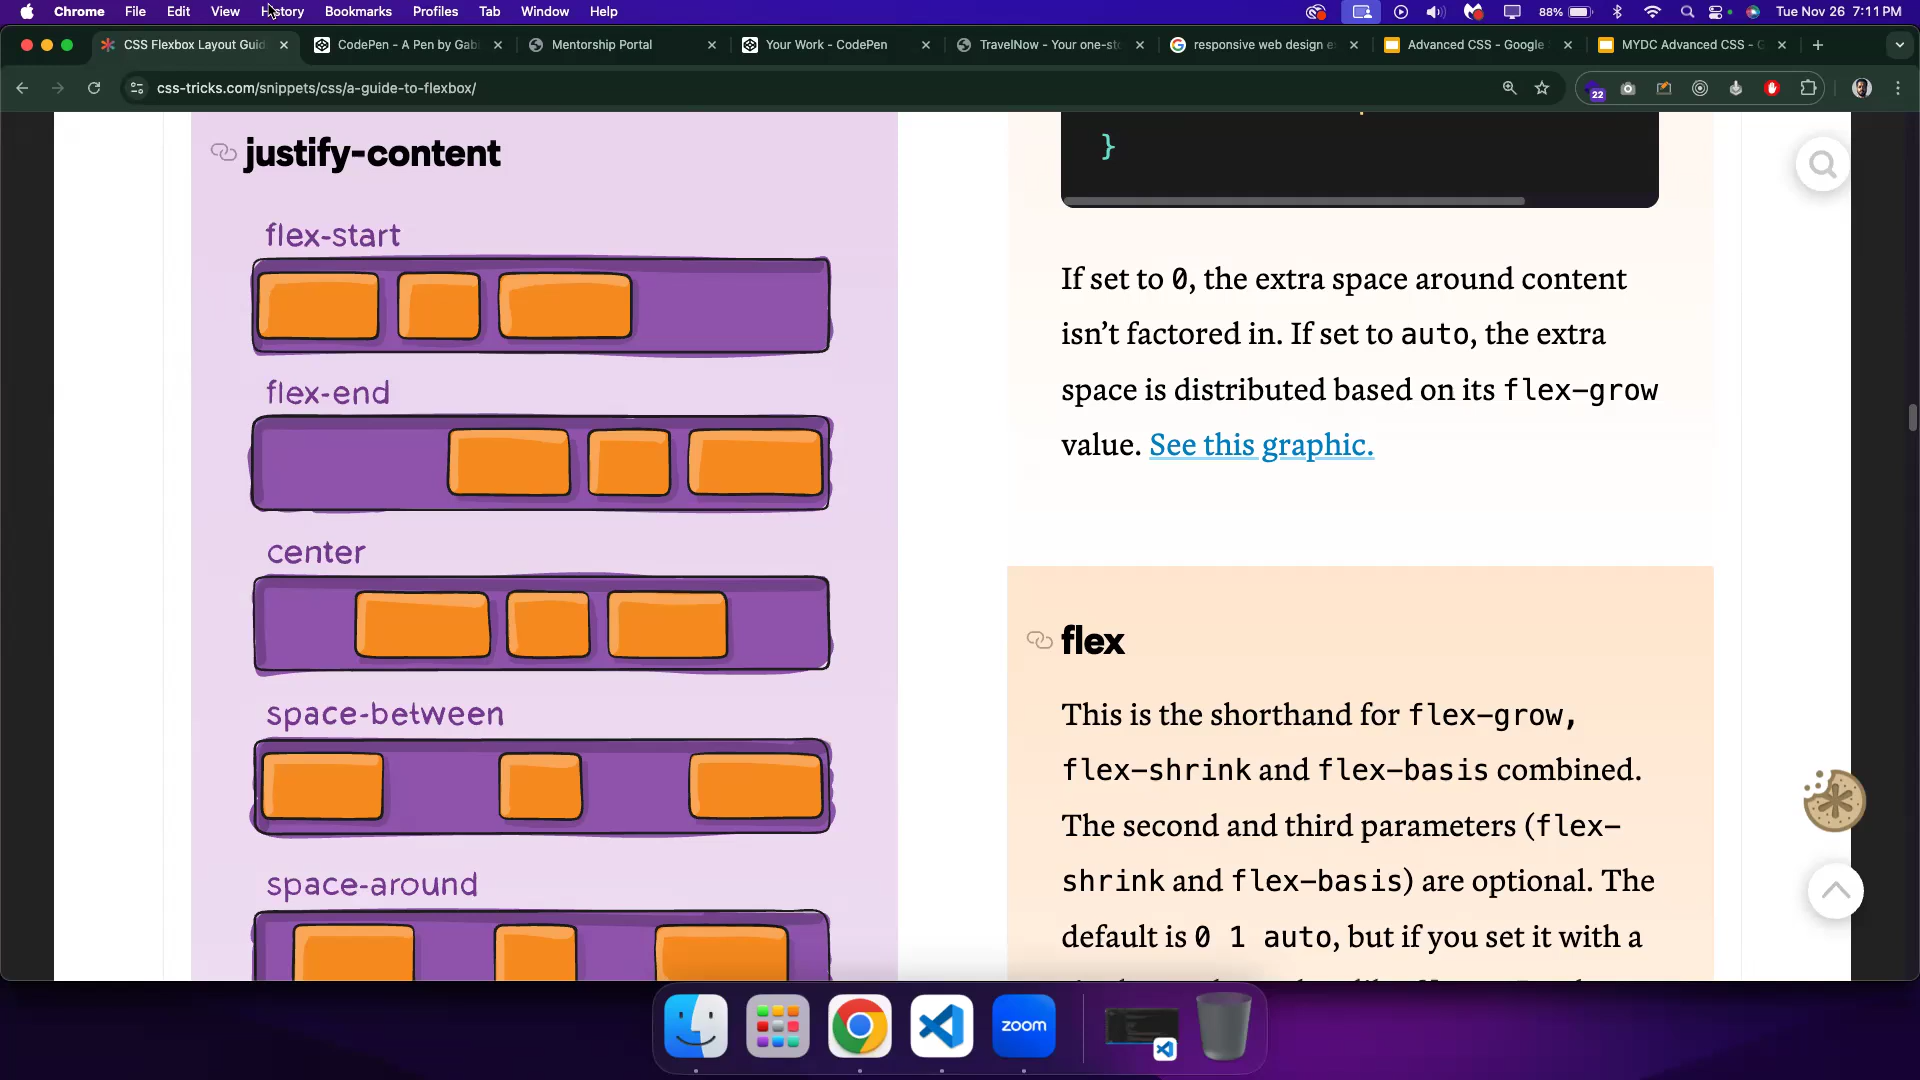 Chrome File Edit View History Bookmarks Profiles Tab Window Help 88% Tue Nov 26 7:11 PM
CSS Flexbox Layout Guid CodePen - A Pen by Gab Mentorship Portal Your Work - CodePen TravelNow - Your one-sto responsive web design e Advanced CSS - Google MYDC Advanced CSS - G
css-tricks.com/snippets/css/a-guide-to-flexbox/ 22
justify-content
flex-start
flex-end
center
space-between
space-around
}
If set to 0, the extra space around content
isn’t factored in. If set to auto, the extra
space is distributed based on its flex-grow
value. See this graphic.
flex
This is the shorthand for flex-grow,
flex-shrink and flex-basis combined.
The second and third parameters (flex-
shrink and flex-basis) are optional. The
default is 0 1 auto, but if you set it with a
zoom